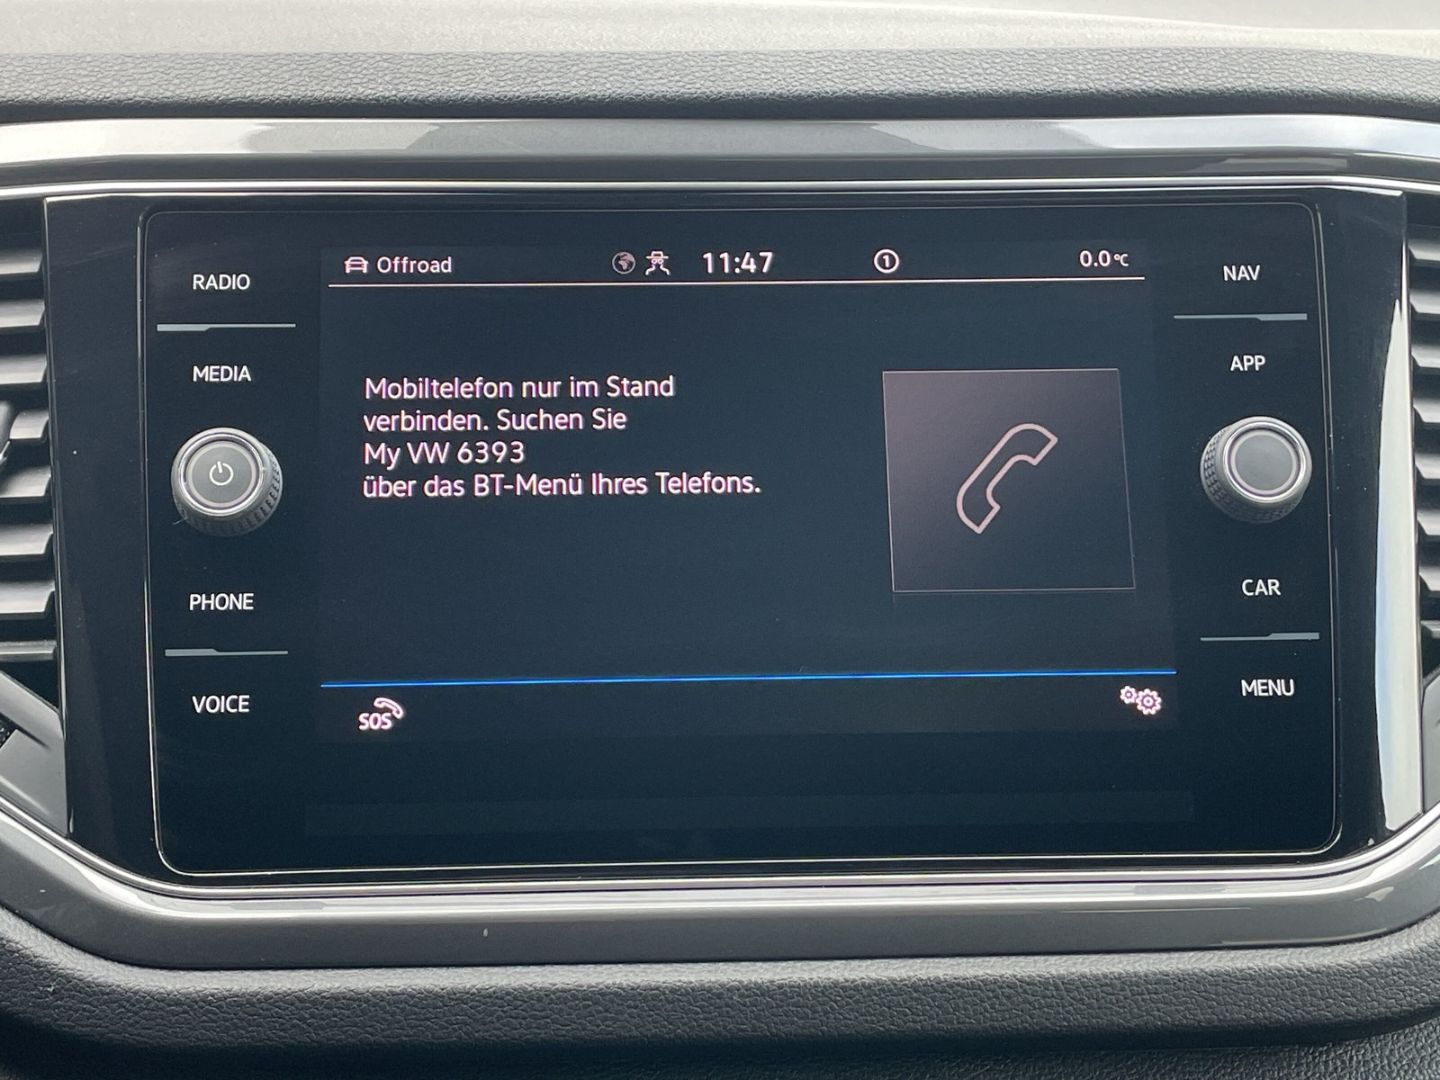 RADIO
MEDIA
PHONE
VOICE
Offroad 11:47 1 0.0°C
Mobiltelefon nur im Stand
verbinden. Suchen Sie
My VW 6393
über das BT-Menü Ihres Telefons.
SOS
NAV
APP
CAR
MENU